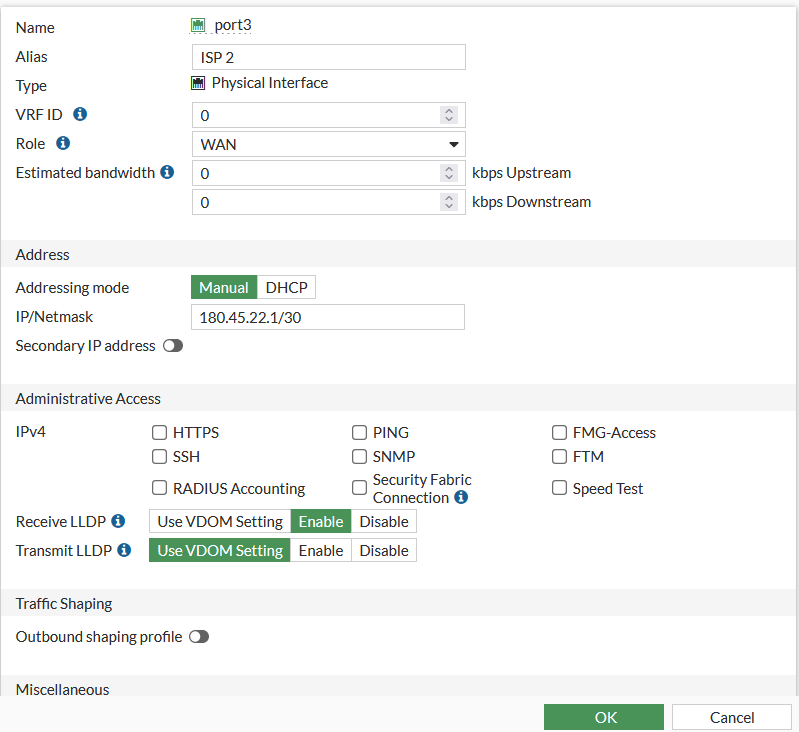 Name port3
Alias ISP 2
Type Physical Interface
VRF ID 0
Role WAN
Estimated bandwidth 0 kbps Upstream
0 kbps Downstream
Address
Addressing mode Manual DHCP
IP/Netmask 180.45.22.1/30
Secondary IP address
Administrative Access
IPv4 HTTPS PING FMG-Access
SSH SNMP FTM
RADIUS Accounting Security Fabric Connection Speed Test
Receive LLDP Use VDOM Setting Enable Disable
Transmit LLDP Use VDOM Setting Enable Disable
Traffic Shaping
Outbound shaping profile
Miscellaneous
OK Cancel